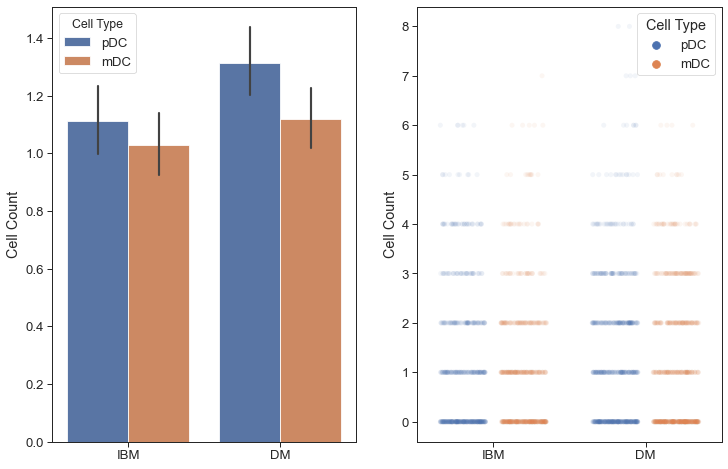 Cell Type
pDC
mDC
1.4
1.2
1.0
0.8
0.6
0.4
0.2
0.0
Cell Count
IBM
DM
Cell Type
pDC
mDC
8
7
6
5
4
3
2
1
0
Cell Count
IBM
DM